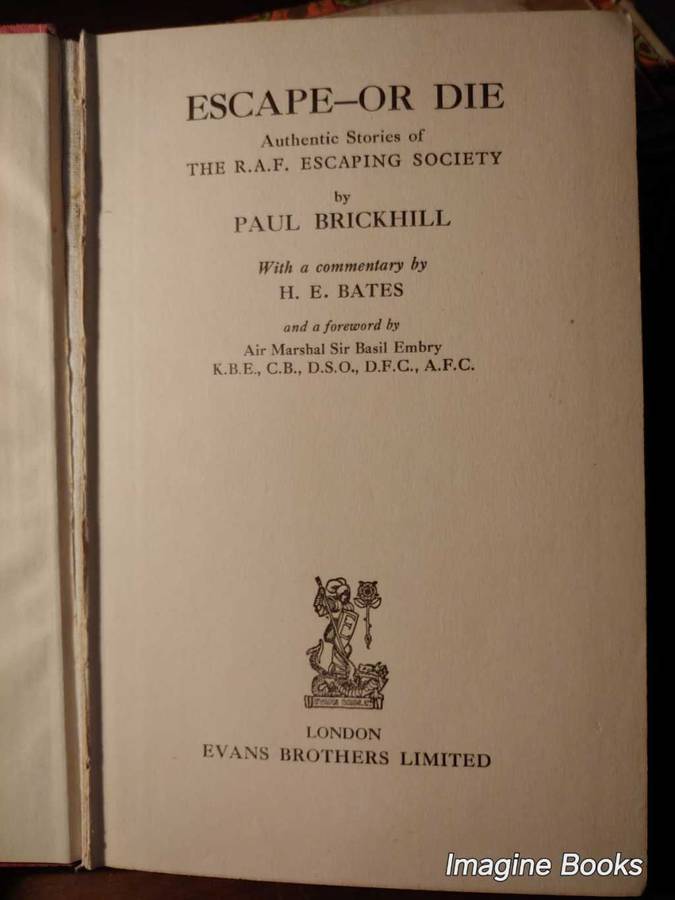 ESCAPE—OR DIE
Authentic Stories of
THE R.A.F. ESCAPING SOCIETY
by
PAUL BRICKHILL
With a commentary by
H. E. BATES
and a foreword by
Air Marshal Sir Basil Embry
K.B.E., C.B., D.S.O., D.F.C., A.F.C.
LONDON
EVANS BROTHERS LIMITED
Imagine Books